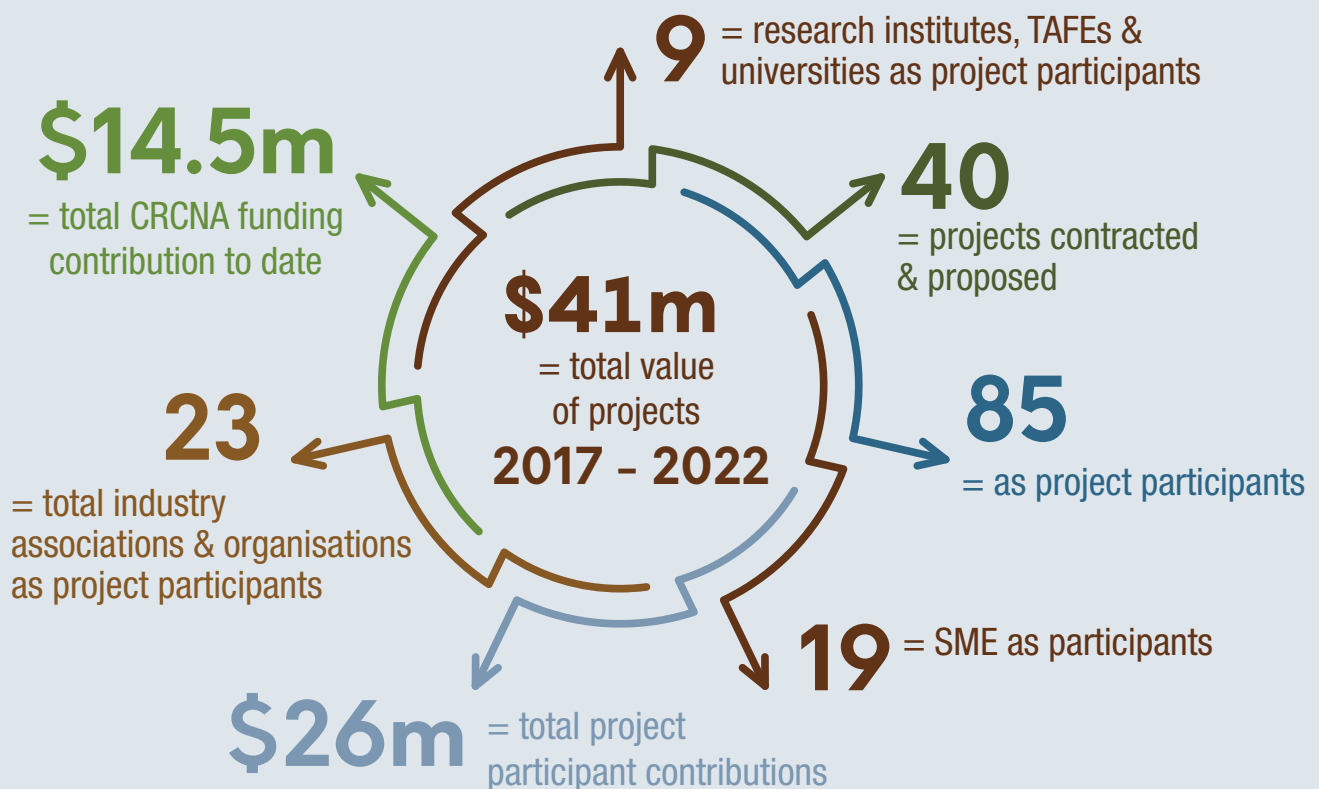 9 = research institutes, TAFEs &
universities as project participants
$14.5m
= total CRCNA funding
contribution to date
40
= projects contracted
& proposed
$41m
= total value
of projects
2017 – 2022
85
= as project participants
23
= total industry
associations & organisations
as project participants
19 = SME as participants
$26m = total project
participant contributions